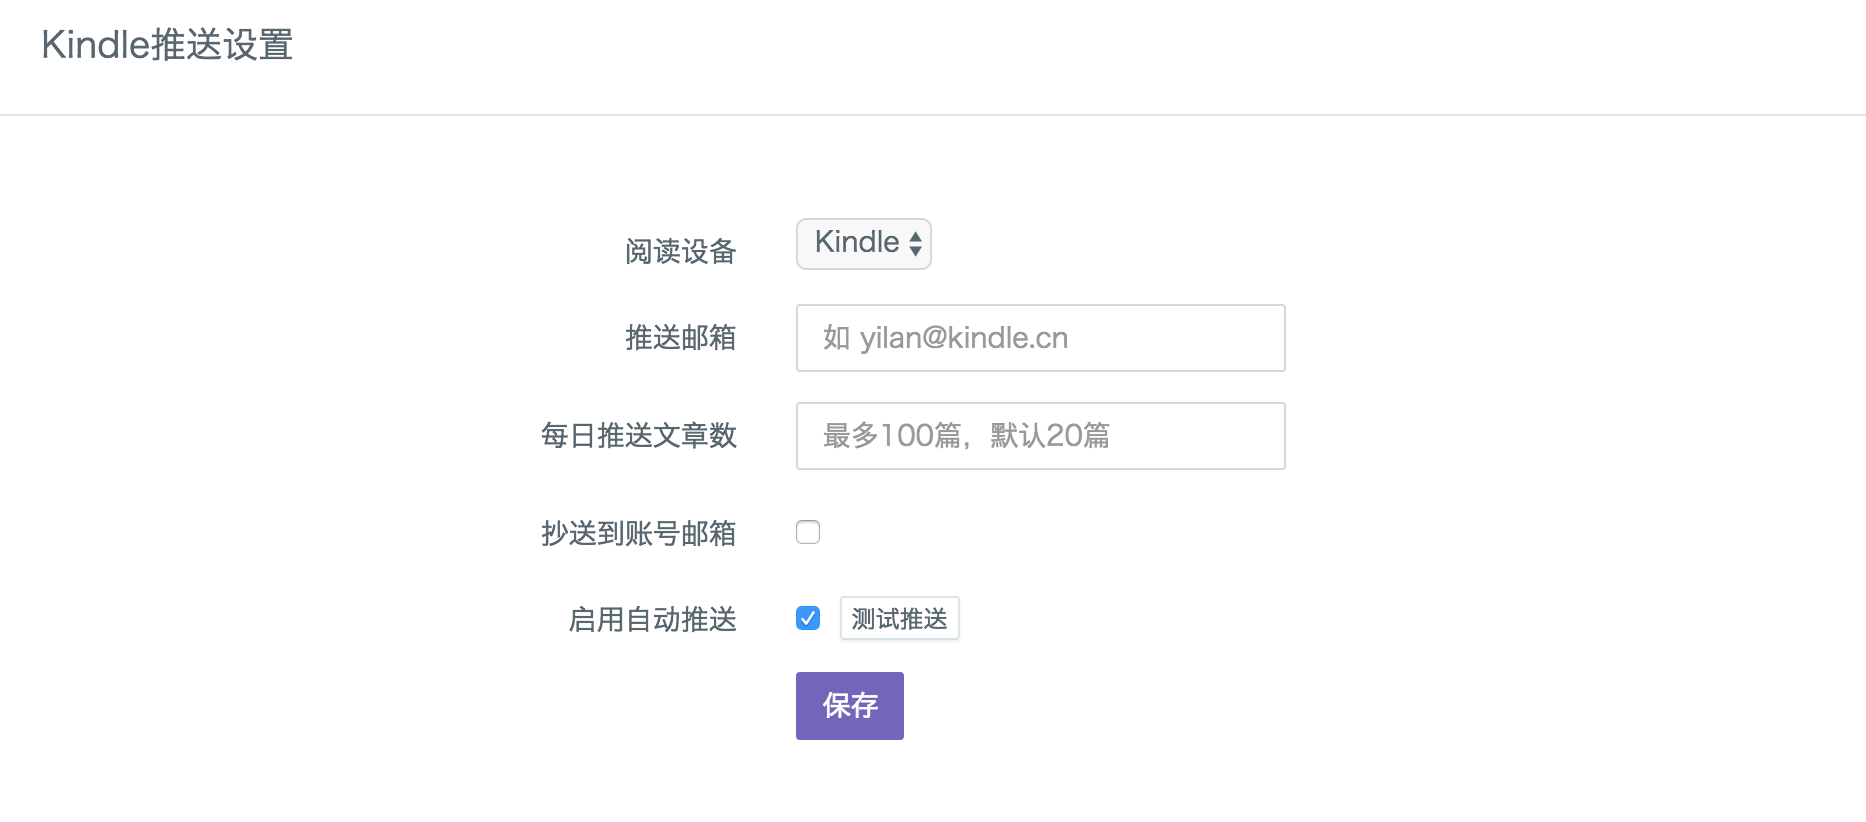 Kindle推送设置
阅读设备 Kindle
推送邮箱 如 yilan@kindle.cn
每日推送文章数 最多100篇，默认20篇
抄送到账号邮箱
启用自动推送 测试推送
保存